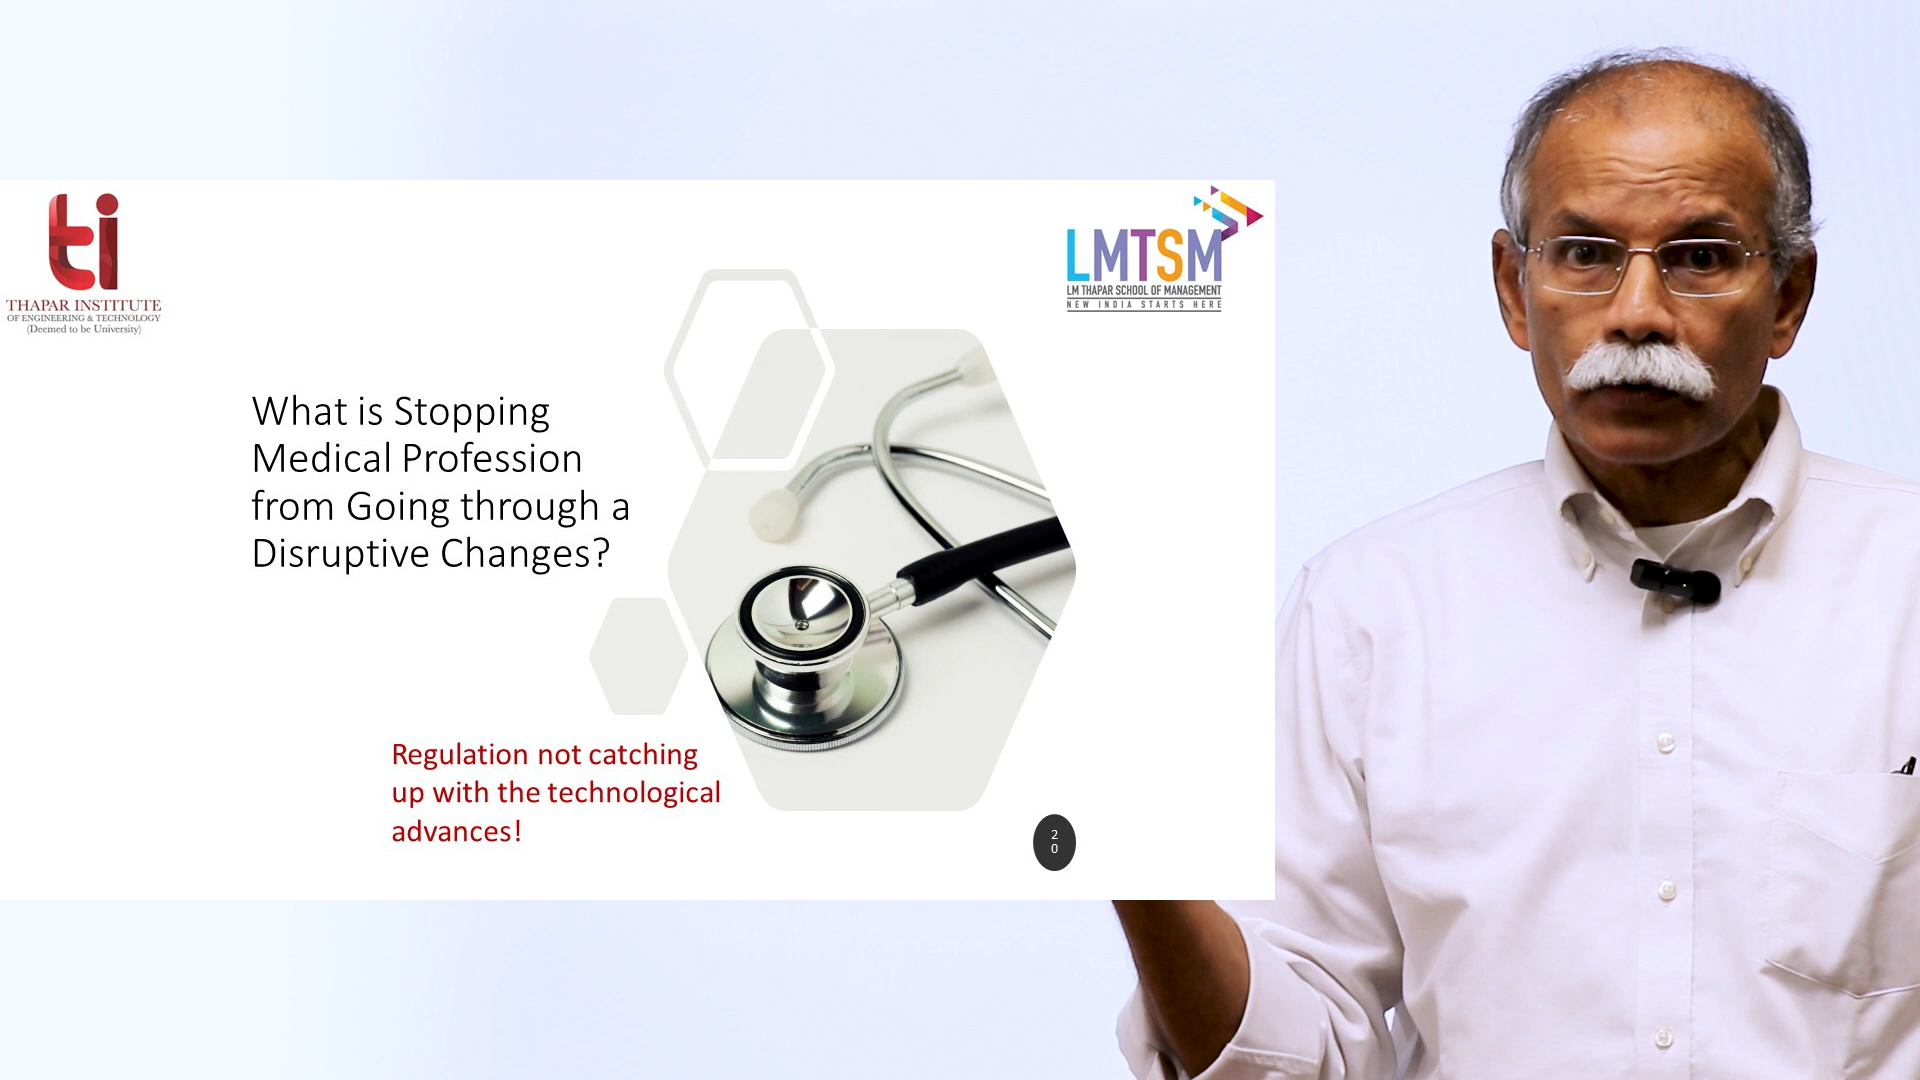 ti
THAPAR INSTITUTE
OF ENGINEERING & TECHNOLOGY
(Deemed to be University)
LMTSM
LM THAPAR SCHOOL OF MANAGEMENT
NEW INDIA STARTS HERE
What is Stopping
Medical Profession
from Going through a
Disruptive Changes?
Regulation not catching
up with the technological
advances!
2
0